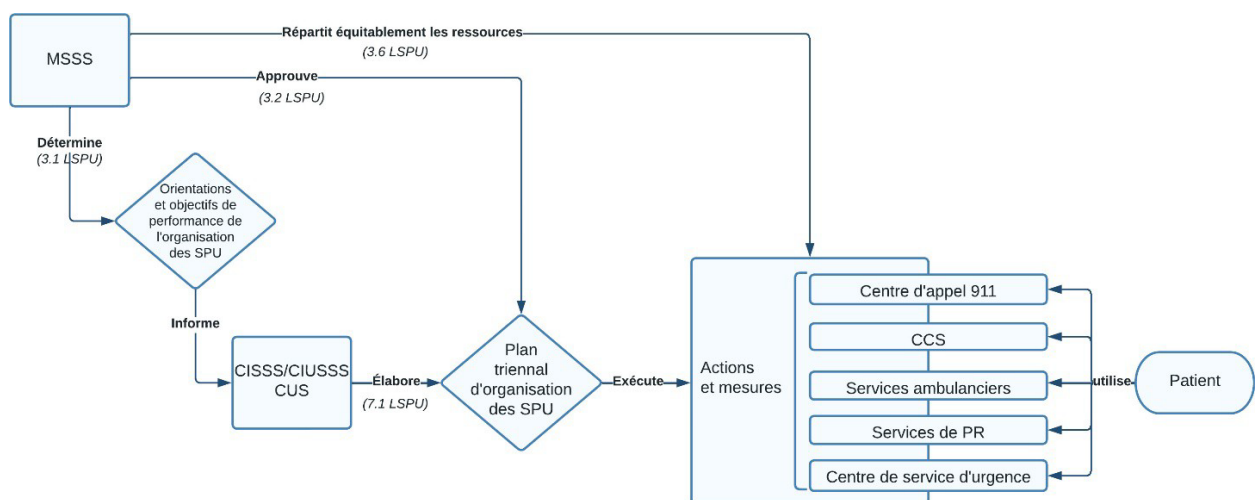 MSSS
Répartit équitablement les ressources
(3.6 LSPU)
Approuve
(3.2 LSPU)
Détermine
(3.1 LSPU)
Orientations
et objectifs de
performance de
l'organisation
des SPU
Informe
CISSS/CIUSSS
CUS
Élabore
(7.1 LSPU)
Plan
triennal
d'organisation
des SPU
Exécute
Actions
et mesures
Centre d'appel 911
CCS
Services ambulanciers
Services de PR
Centre de service d'urgence
utilise
Patient